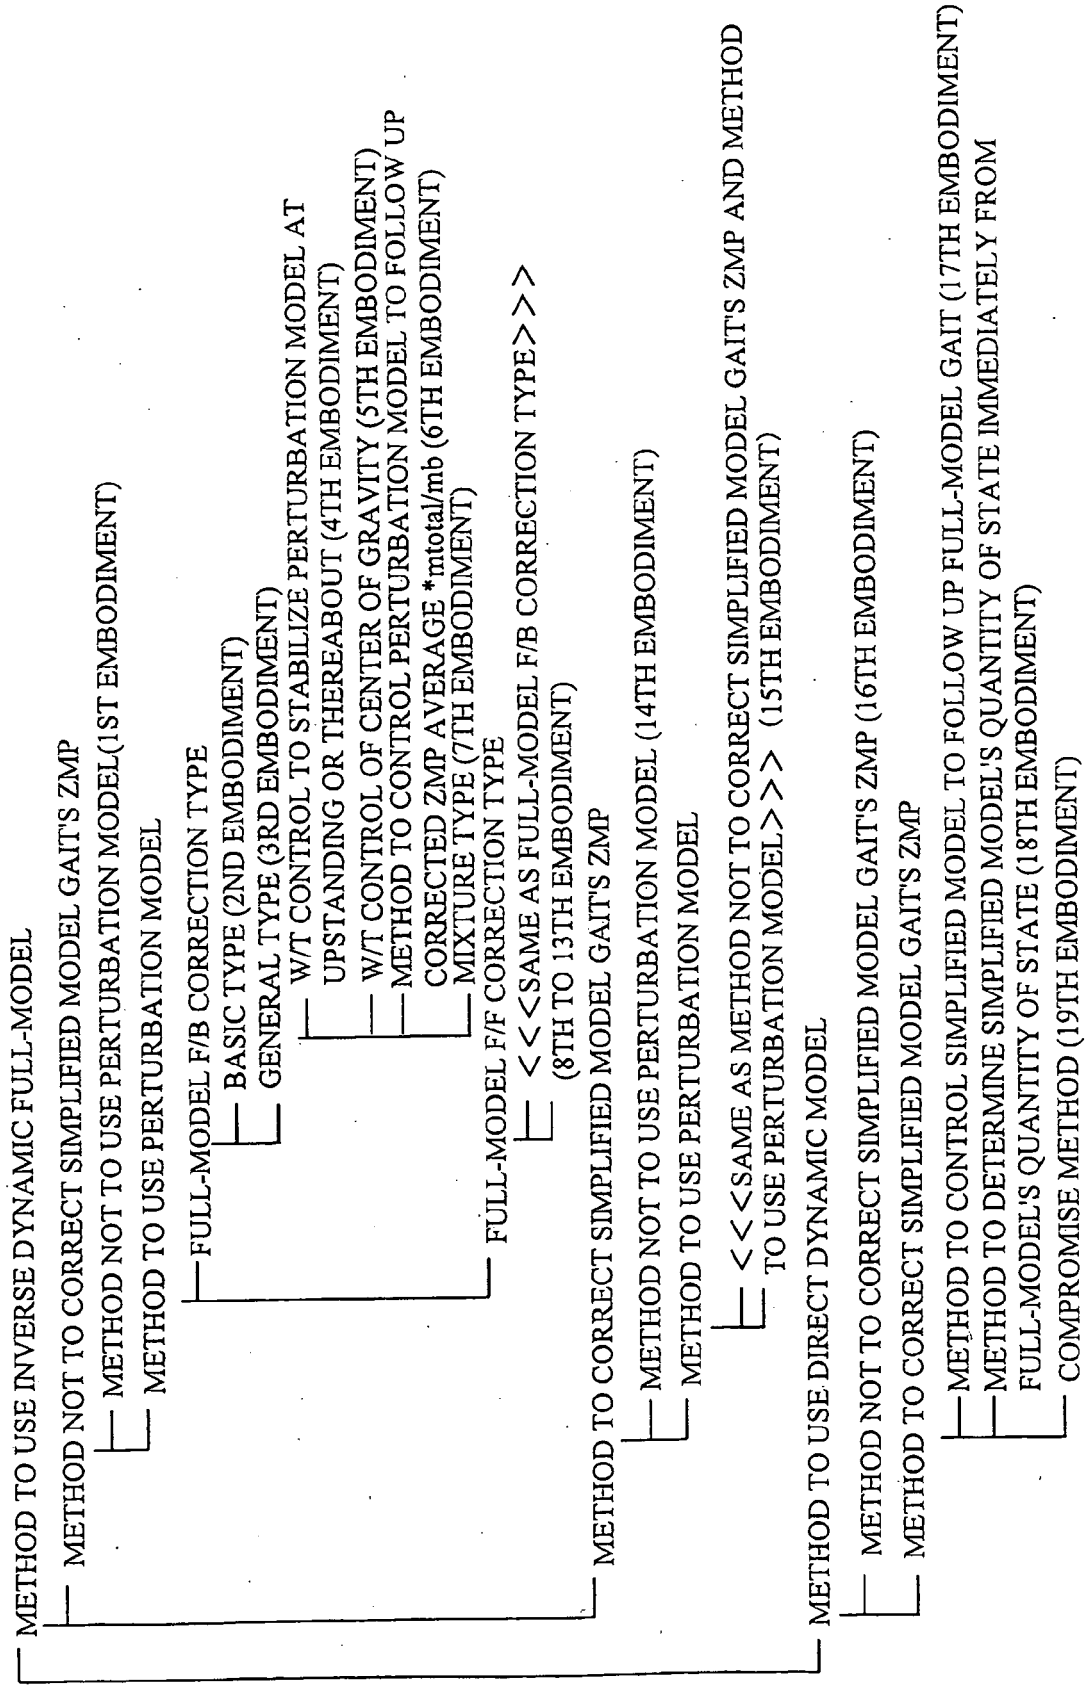 METHOD TO USE INVERSE DYNAMIC FULL-MODEL
METHOD NOT TO CORRECT SIMPLIFIED MODEL GAIT'S ZMP
METHOD NOT TO USE PERTURBATION MODEL(1ST EMBODIMENT)
METHOD TO USE PERTURBATION MODEL
FULL-MODEL F/B CORRECTION TYPE
BASIC TYPE (2ND EMBODIMENT)
GENERAL TYPE (3RD EMBODIMENT)
W/T CONTROL TO STABILIZE PERTURBATION MODEL AT
UPSTANDING OR THEREABOUT (4TH EMBODIMENT)
W/T CONTROL OF CENTER OF GRAVITY (5TH EMBODIMENT)
METHOD TO CONTROL PERTURBATION MODEL TO FOLLOW UP
CORRECTED ZMP AVERAGE *mtotal/mb (6TH EMBODIMENT)
MIXTURE TYPE (7TH EMBODIMENT)
FULL-MODEL F/F CORRECTION TYPE
<<<SAME AS FULL-MODEL F/B CORRECTION TYPE>>>
(8TH TO 13TH EMBODIMENT)
METHOD TO CORRECT SIMPLIFIED MODEL GAIT'S ZMP
METHOD NOT TO USE PERTURBATION MODEL (14TH EMBODIMENT)
METHOD TO USE PERTURBATION MODEL
<<<SAME AS METHOD NOT TO CORRECT SIMPLIFIED MODEL GAIT'S ZMP AND METHOD
TO USE PERTURBATION MODEL>>> (15TH EMBODIMENT)
METHOD TO USE DIRECT DYNAMIC MODEL
METHOD NOT TO CORRECT SIMPLIFIED MODEL GAIT'S ZMP (16TH EMBODIMENT)
METHOD TO CORRECT SIMPLIFIED MODEL GAIT'S ZMP
METHOD TO CONTROL SIMPLIFIED MODEL TO FOLLOW UP FULL-MODEL GAIT (17TH EMBODIMENT)
METHOD TO DETERMINE SIMPLIFIED MODEL'S QUANTITY OF STATE IMMEDIATELY FROM
FULL-MODEL'S QUANTITY OF STATE (18TH EMBODIMENT)
COMPROMISE METHOD (19TH EMBODIMENT)